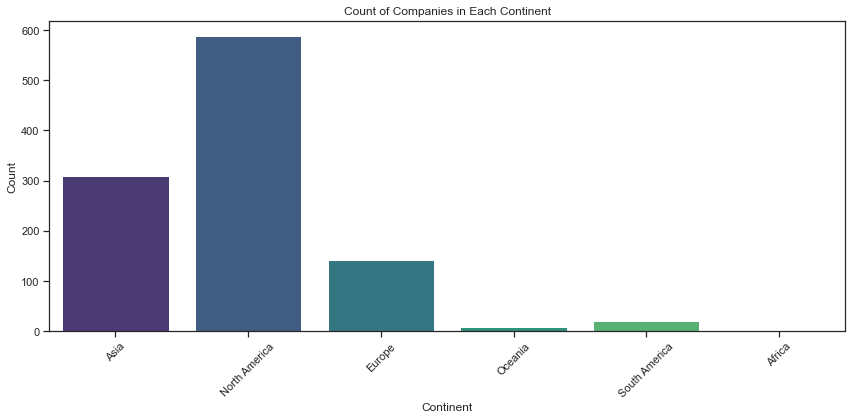 Count of Companies in Each Continent
600
500
400
300
200
100
0
Count
Asia
North America
Europe
Oceania
South America
Africa
Continent